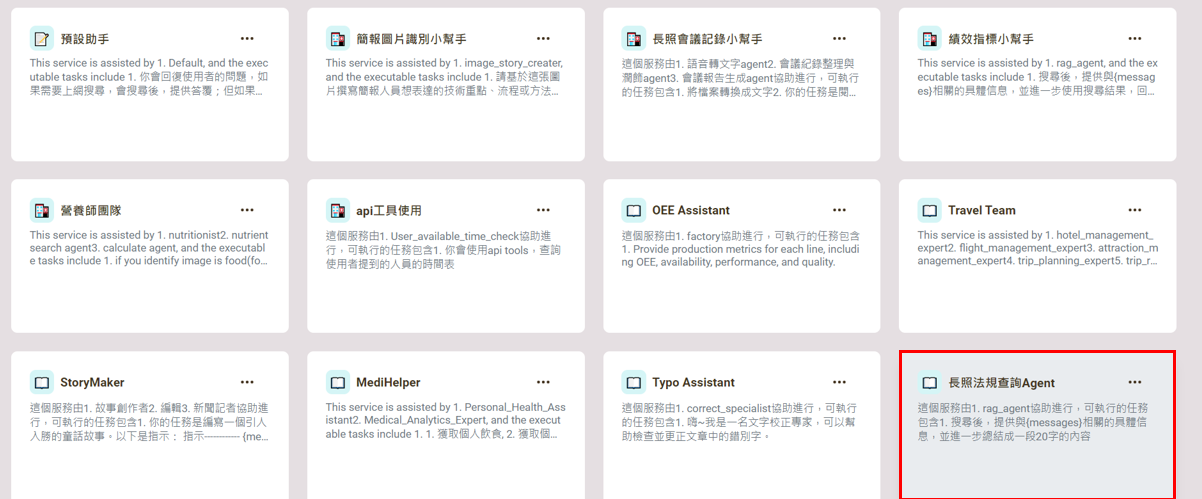 預設助手
This service is assisted by 1. Default, and the exec
utable tasks include 1. 你會回復使用者的問題，如
果需要上網搜尋，會搜尋後，提供答覆；但如果...
簡報圖片識別小幫手
This service is assisted by 1. image_story_creater,
and the executable tasks include 1. 請基於這張圖
片撰寫簡報人員想表達的技術重點、流程或方法...
長照會議記錄小幫手
這個服務由1. 語音轉文字agent2. 會議紀錄整理與
潤飾agent3. 會議報告生成agent協助進行，可執行
的任務包含1. 將檔案轉換成文字2. 你的任務是閱...
績效指標小幫手
This service is assisted by 1. rag_agent, and the ex
ecutable tasks include 1. 搜尋後，提供與{messag
es}相關的具體信息，並進一步使用搜尋結果，回...
營養師團隊
This service is assisted by 1. nutritionist2. nutrient
search agent3. calculate agent, and the executabl
e tasks include 1. if you identify image is food(fo...
api工具使用
這個服務由1. User_available_time_check協助進
行，可執行的任務包含1. 你會使用api tools，查詢
使用者提到的人員的時間表
OEE Assistant
這個服務由1. factory協助進行，可執行的任務包含
1. Provide production metrics for each line, includi
ng OEE, availability, performance, and quality.
Travel Team
This service is assisted by 1. hotel_management_
expert2. flight_management_expert3. attraction_m
anagement_expert4. trip_planning_expert5. trip_r...
StoryMaker
這個服務由1. 故事創作者2. 編輯3. 新聞記者協助進
行，可執行的任務包含1. 你的任務是編寫一個引人
入勝的童話故事。以下是指示： 指示------------ {me...
MediHelper
This service is assisted by 1. Personal_Health_Ass
istant2. Medical_Analytics_Expert, and the execut
able tasks include 1. 1. 獲取個人飲食, 2. 獲取個...
Typo Assistant
這個服務由1. correct_specialist協助進行，可執行
的任務包含1. 嗨~我是一名文字校正專家，可以幫
助檢查並更正文章中的錯別字。
長照法規查詢Agent
這個服務由1. rag_agent協助進行，可執行的任務
包含1. 搜尋後，提供與{messages}相關的具體信
息，並進一步總結成一段20字的內容